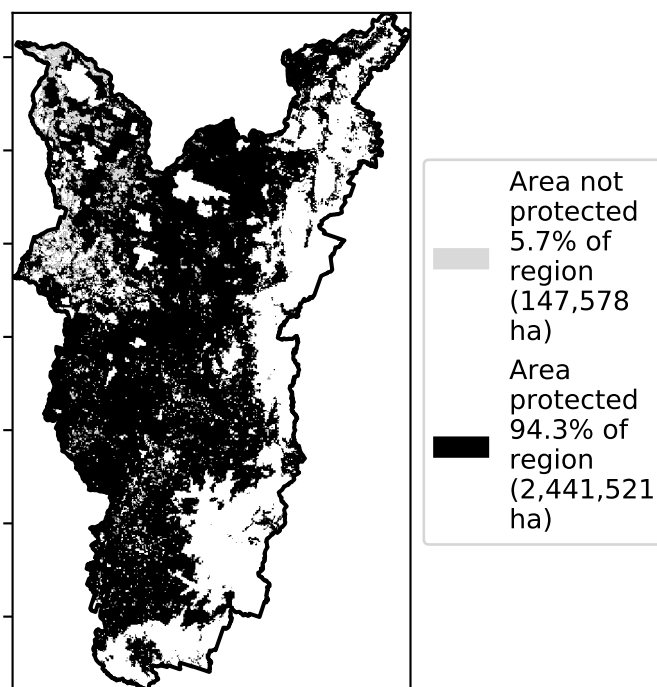 Area not
protected
5.7% of
region
(147,578
ha)
Area
protected
94.3% of
region
(2,441,521
ha)